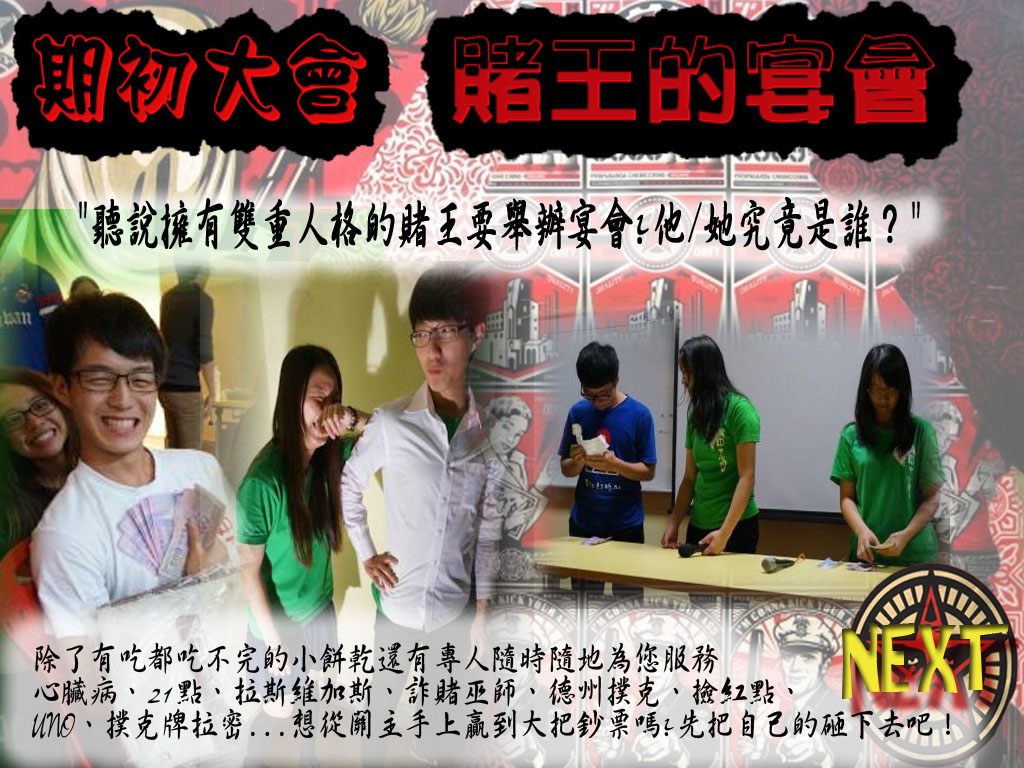 期初大會 賭王的宴會
"聽說擁有雙重人格的賭王要舉辦宴會?他/她究竟是誰？"
除了有吃都吃不完的小餅乾還有專人隨時隨地為您服務
心臟病、21點、拉斯維加斯、詐賭巫師、德州撲克、撿紅點、
UNO、撲克牌拉密...想從關主手上贏到大把鈔票嗎?先把自己的砸下去吧！
NEXT